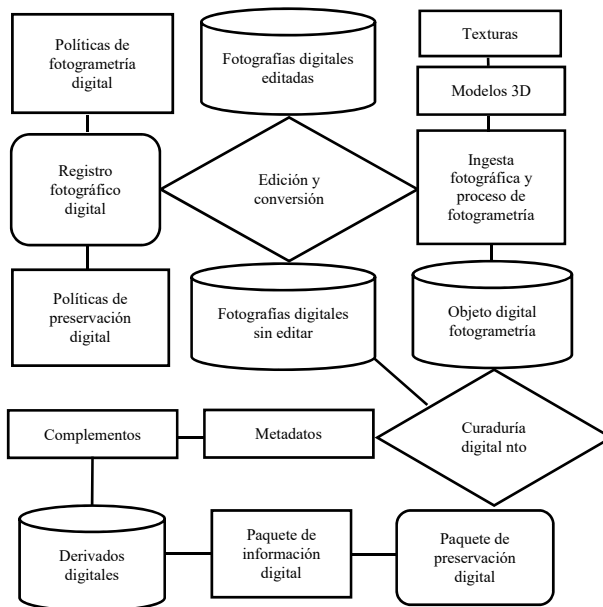 Políticas de
fotogrametría
digital
Fotografías digitales
editadas
Texturas
Modelos 3D
Registro
fotográfico
digital
Edición y
conversión
Ingesta
fotográfica y
proceso de
fotogrametría
Políticas de
preservación
digital
Fotografías digitales
sin editar
Objeto digital
fotogrametría
Complementos
Metadatos
Curaduría
digital nto
Derivados
digitales
Paquete de
información
digital
Paquete de
preservación
digital